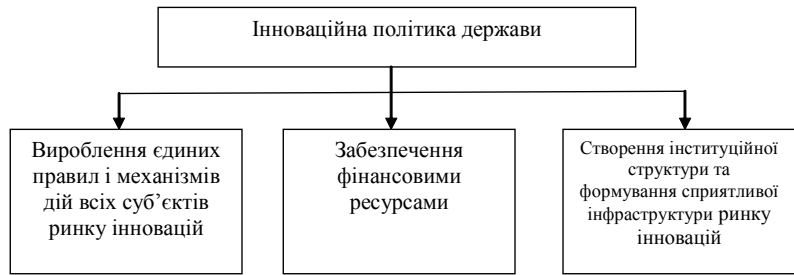 Інноваційна політика держави
Вироблення єдиних
правил і механізмів
дій всіх суб’єктів
ринку інновацій
Забезпечення
фінансовими
ресурсами
Створення інституційної
структури та
формування сприятливої
інфраструктури ринку
інновацій